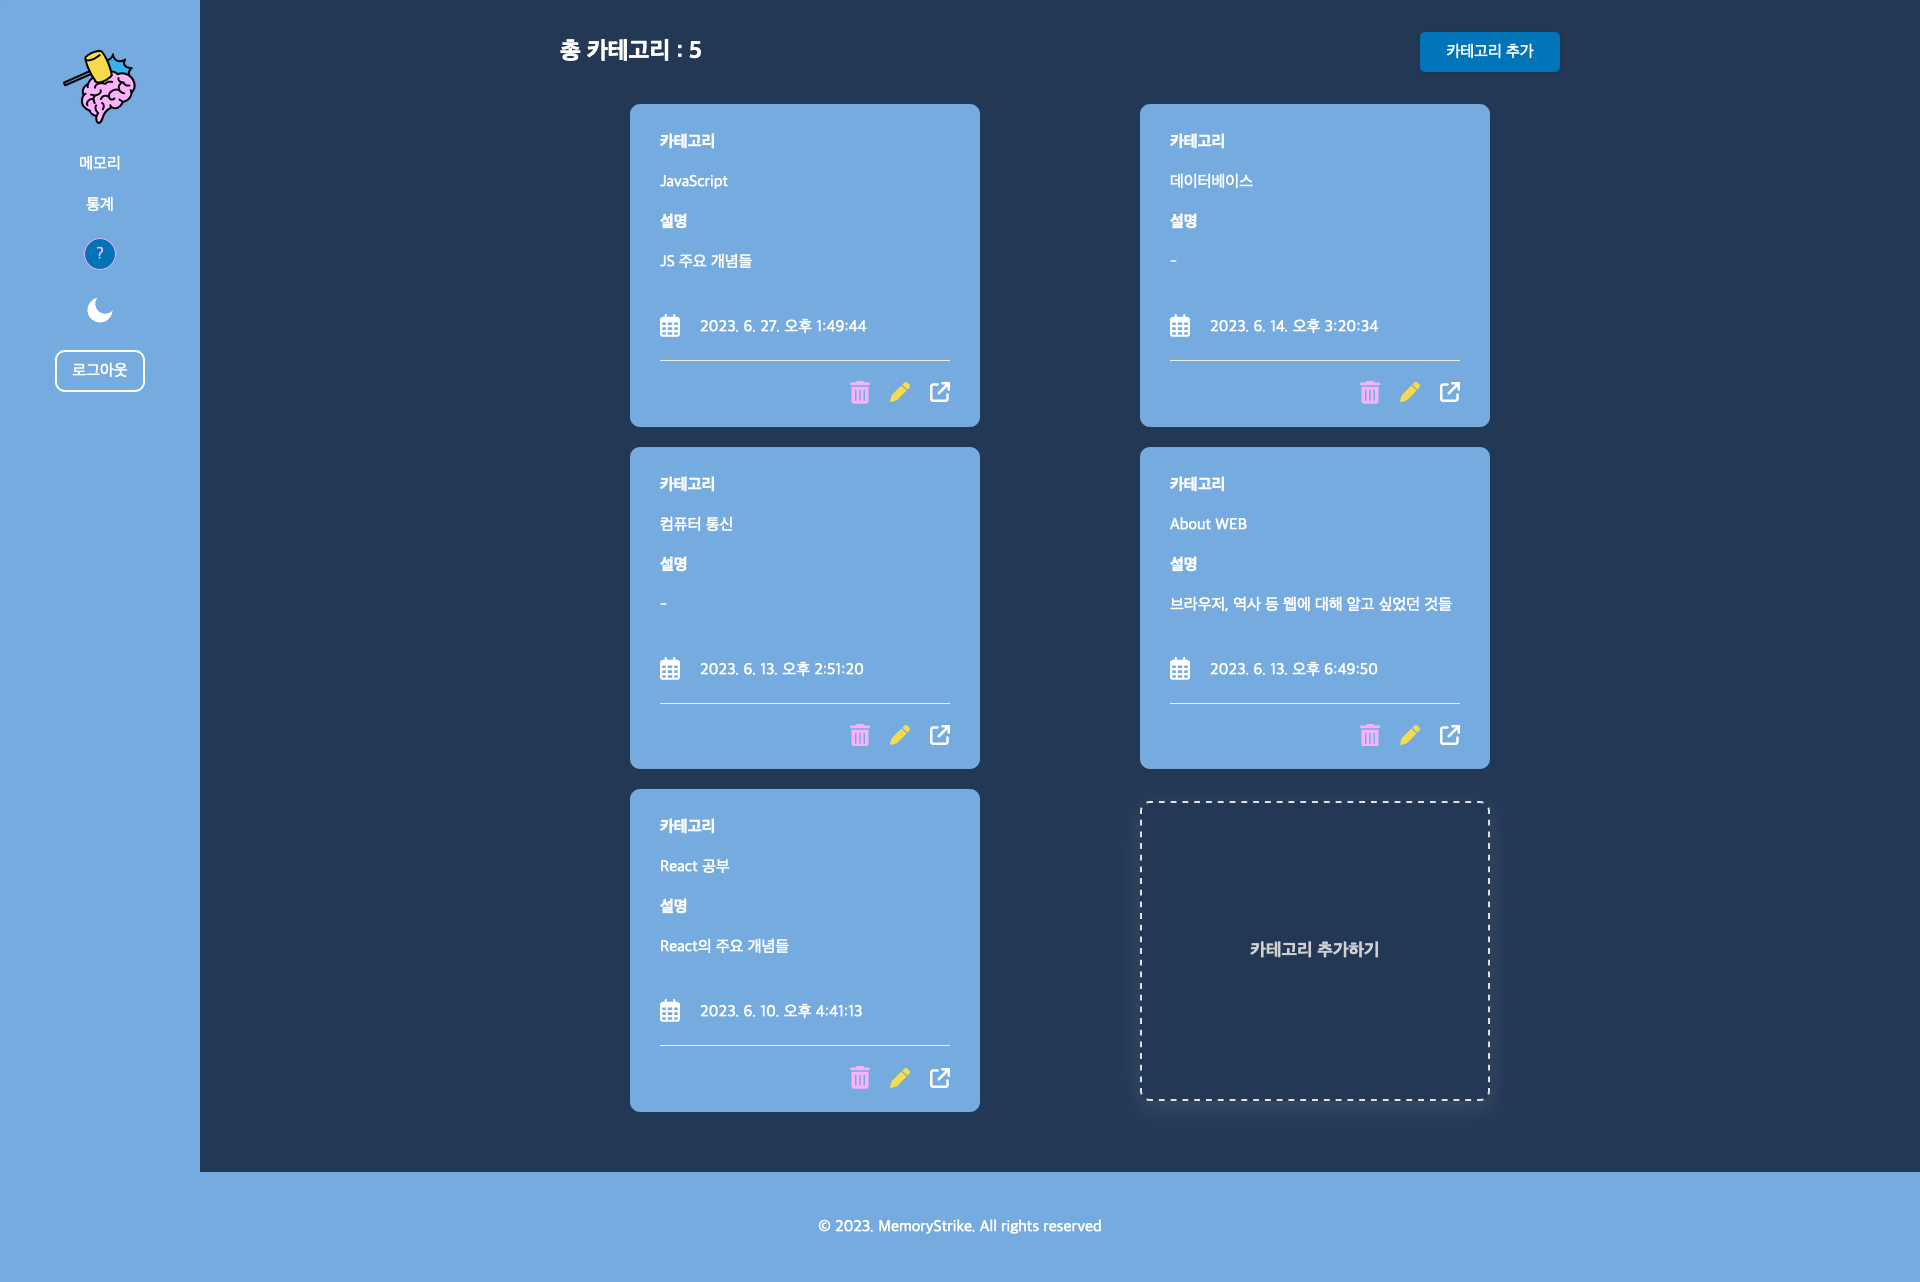 메모리
통계
?
로그아웃
총 카테고리 : 5
카테고리 추가
카테고리
JavaScript
설명
JS 주요 개념들
2023. 6. 27. 오후 1:49:44
카테고리
데이터베이스
설명
-
2023. 6. 14. 오후 3:20:34
카테고리
컴퓨터 통신
설명
-
2023. 6. 13. 오후 2:51:20
카테고리
About WEB
설명
브라우저, 역사 등 웹에 대해 알고 싶었던 것들
2023. 6. 13. 오후 6:49:50
카테고리
React 공부
설명
React의 주요 개념들
2023. 6. 10. 오후 4:41:13
카테고리 추가하기
© 2023. MemoryStrike. All rights reserved